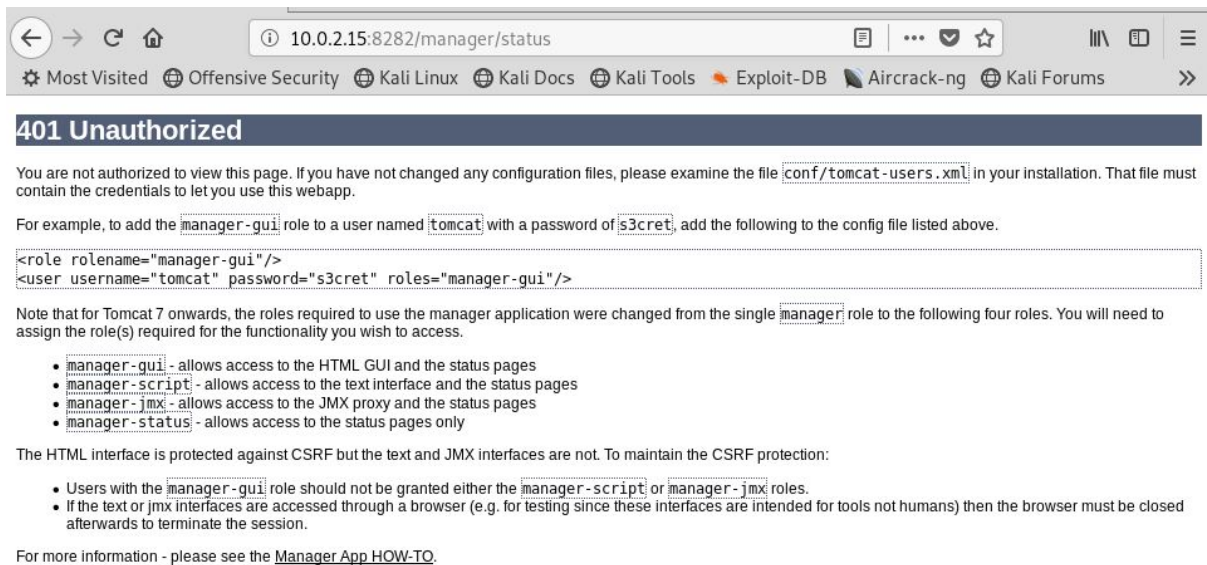 10.0.2.15:8282/manager/status
Most Visited Offensive Security Kali Linux Kali Docs Kali Tools Exploit-DB Aircrack-ng Kali Forums
401 Unauthorized
You are not authorized to view this page. If you have not changed any configuration files, please examine the file conf/tomcat-users.xml in your installation. That file must
contain the credentials to let you use this webapp.
For example, to add the manager-gui role to a user named tomcat with a password of s3cret, add the following to the config file listed above.
<role rolename="manager-gui"/>
<user username="tomcat" password="s3cret" roles="manager-gui"/>
Note that for Tomcat 7 onwards, the roles required to use the manager application were changed from the single manager role to the following four roles. You will need to
assign the role(s) required for the functionality you wish to access.
• manager-gui - allows access to the HTML GUI and the status pages
• manager-script - allows access to the text interface and the status pages
• manager-jmx - allows access to the JMX proxy and the status pages
• manager-status - allows access to the status pages only
The HTML interface is protected against CSRF but the text and JMX interfaces are not. To maintain the CSRF protection:
• Users with the manager-gui role should not be granted either the manager-script or manager-jmx roles.
• If the text or jmx interfaces are accessed through a browser (e.g. for testing since these interfaces are intended for tools not humans) then the browser must be closed
afterwards to terminate the session.
For more information - please see the Manager App HOW-TO.